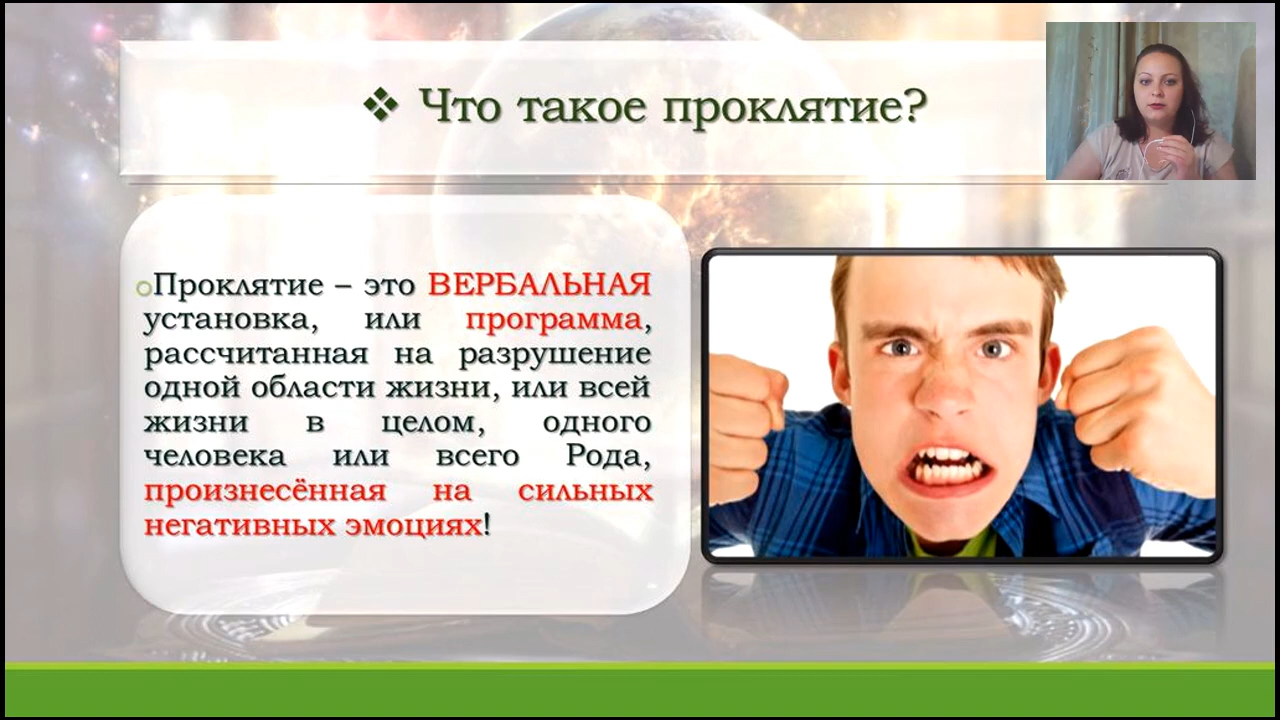 ❖ Что такое проклятие?
Проклятие – это ВЕРБАЛЬНАЯ
установка, или программа,
рассчитанная на разрушение
одной области жизни, или всей
жизни в целом, одного
человека или всего Рода,
произнесённая на сильных
негативных эмоциях!